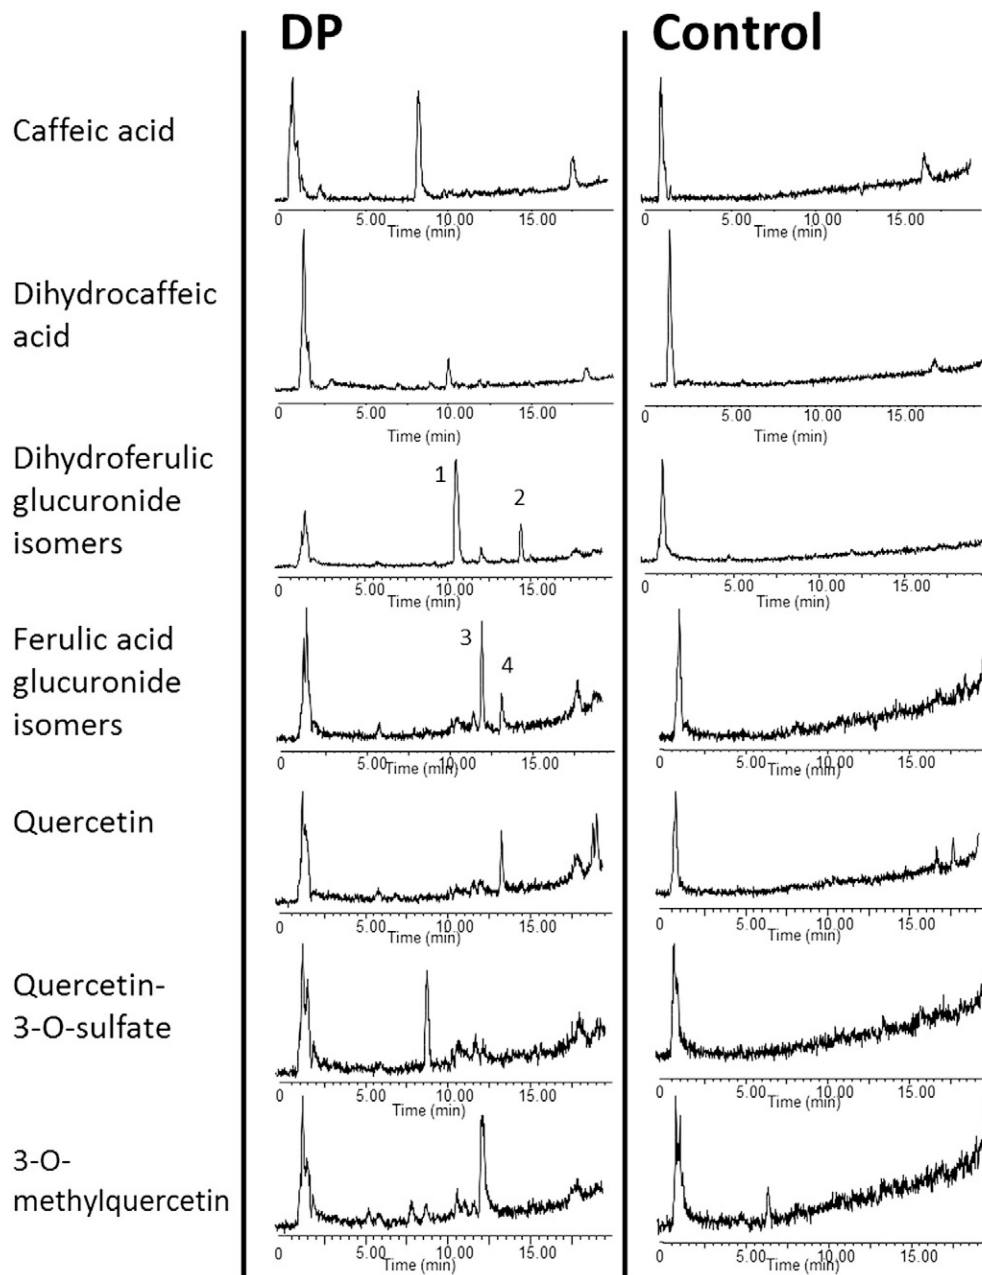 DP Control
Caffeic acid
0 5.00 10.00 15.00
Time (min)
0 5.00 10.00 15.00
Time (min)
Dihydrocaffeic
acid
0 5.00 10.00 15.00
Time (min)
0 5.00 10.00 15.00
Time (min)
Dihydroferulic
glucuronide
isomers
1
2
0 5.00 10.00 15.00
Time (min)
0 5.00 10.00 15.00
Time (min)
Ferulic acid
glucuronide
isomers
3
4
0 5.00 10.00 15.00
Time (min)
0 5.00 10.00 15.00
Time (min)
Quercetin
0 5.00 10.00 15.00
Time (min)
0 5.00 10.00 15.00
Time (min)
Quercetin-
3-O-sulfate
0 5.00 10.00 15.00
Time (min)
0 5.00 10.00 15.00
Time (min)
3-O-
methylquercetin
0 5.00 10.00 15.00
Time (min)
0 5.00 10.00 15.00
Time (min)